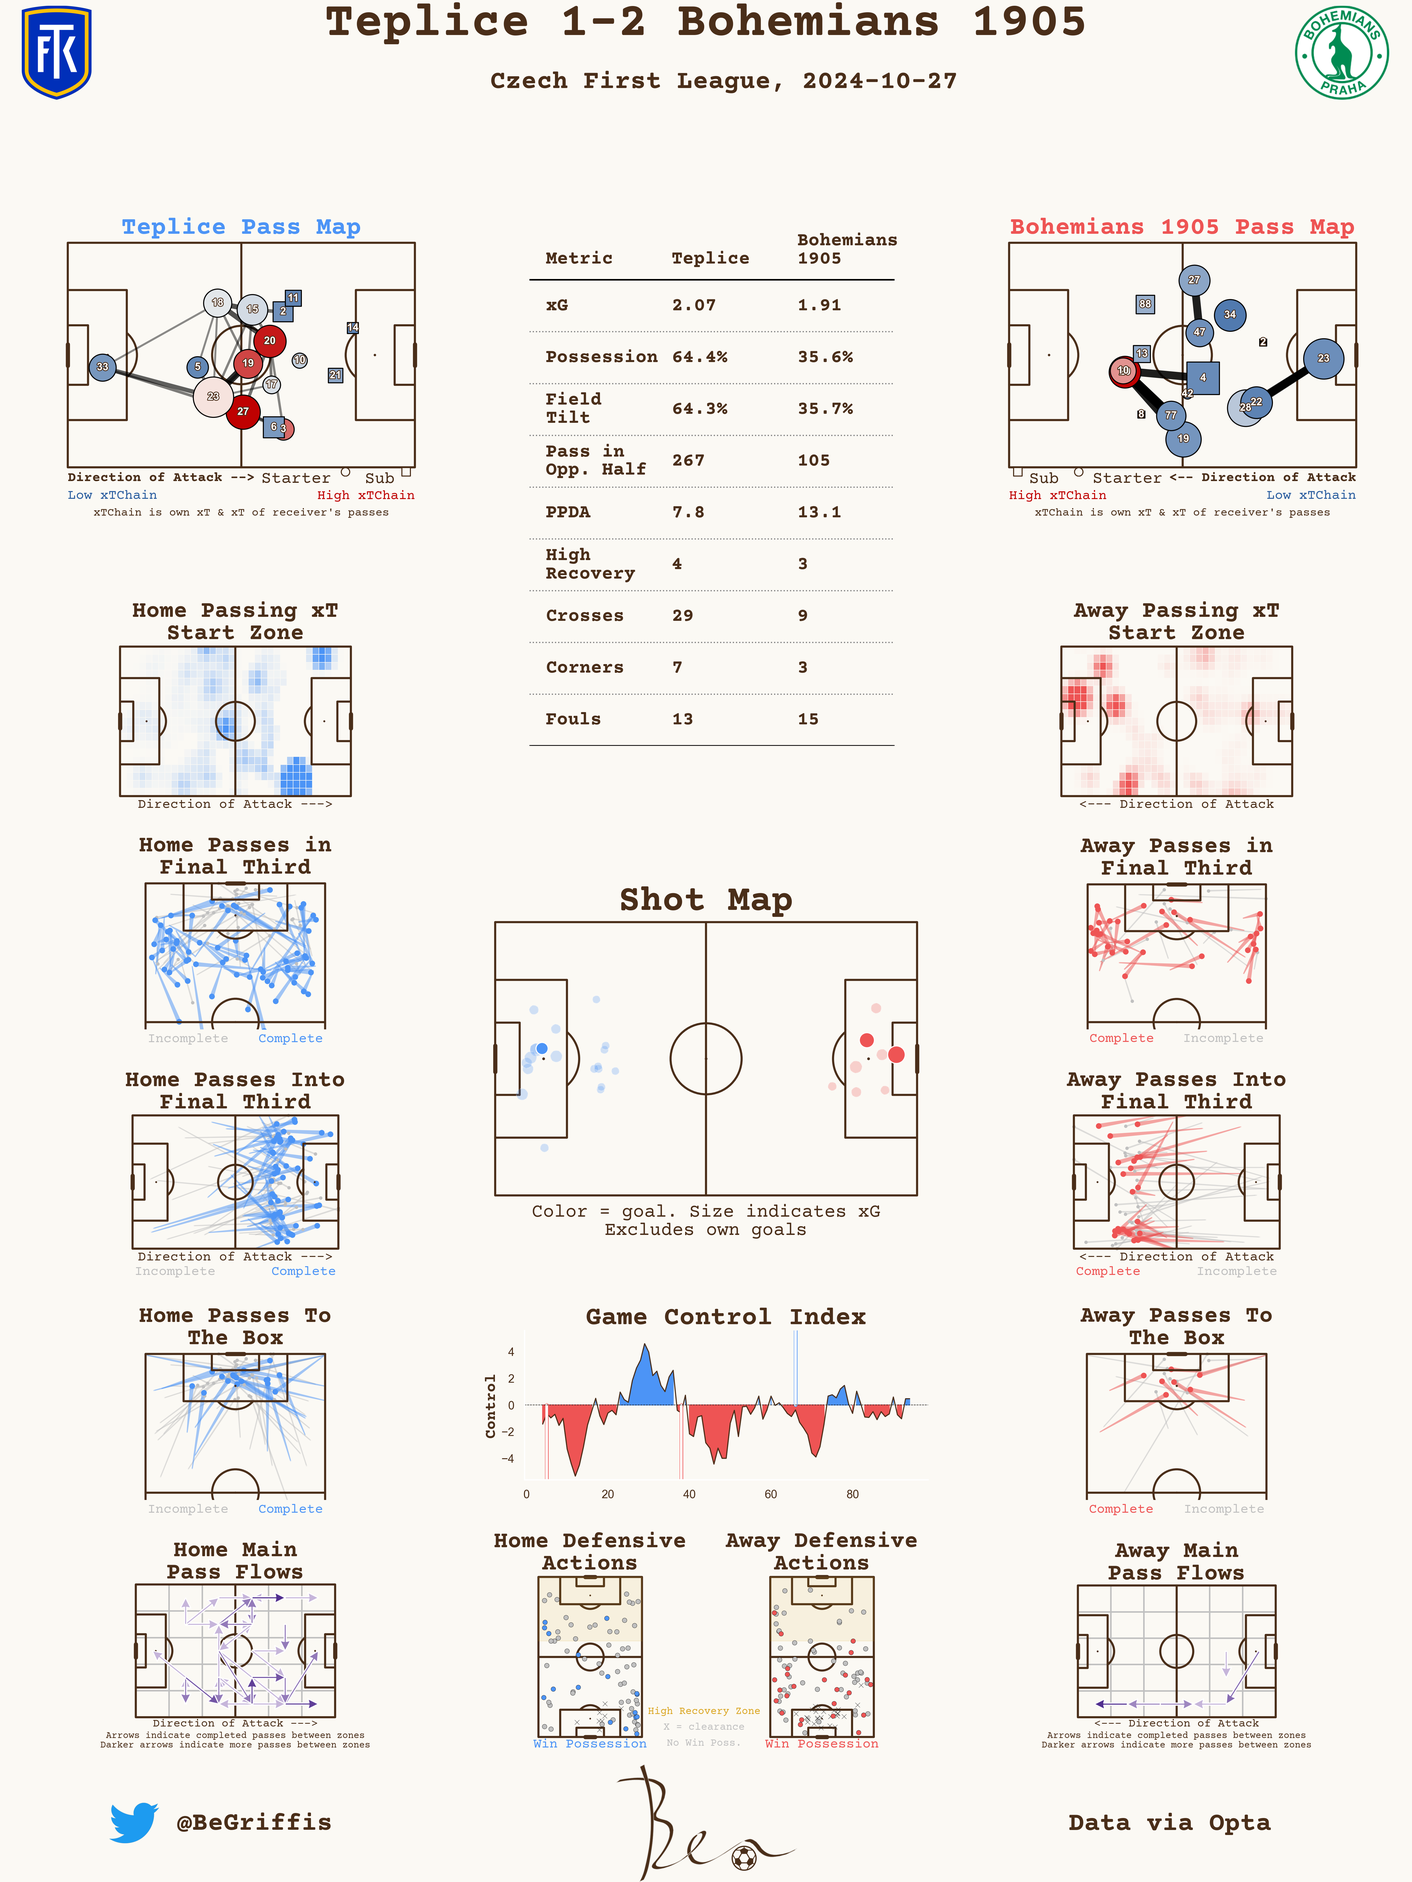 Teplice 1-2 Bohemians 1905
Czech First League, 2024-10-27
FTK
BOHEMIANS
PRAHA
Teplice Pass Map
33
18
15
11
2
14
20
19
10
5
17
21
23
27
6
3
Direction of Attack --> Starter Sub
Low xTChain High xTChain
xTChain is own xT & xT of receiver's passes
Metric Teplice Bohemians 1905
xG 2.07 1.91
Possession 64.4% 35.6%
Field Tilt 64.3% 35.7%
Pass in Opp. Half 267 105
PPDA 7.8 13.1
High Recovery 4 3
Crosses 29 9
Corners 7 3
Fouls 13 15
Bohemians 1905 Pass Map
27
88
34
47
2
13
23
10
4
42
22
28
8
77
19
Sub Starter <-- Direction of Attack
High xTChain Low xTChain
xTChain is own xT & xT of receiver's passes
Home Passing xT
Start Zone
Direction of Attack --->
Away Passing xT
Start Zone
<--- Direction of Attack
Home Passes in
Final Third
Incomplete Complete
Away Passes in
Final Third
Complete Incomplete
Shot Map
Color = goal. Size indicates xG
Excludes own goals
Home Passes Into
Final Third
Direction of Attack --->
Incomplete Complete
Away Passes Into
Final Third
<--- Direction of Attack
Complete Incomplete
Home Passes To
The Box
Incomplete Complete
Game Control Index
Control
4
2
0
−2
−4
0 20 40 60 80
Away Passes To
The Box
Complete Incomplete
Home Main
Pass Flows
Direction of Attack --->
Arrows indicate completed passes between zones
Darker arrows indicate more passes between zones
Home Defensive
Actions
Win Possession
Away Defensive
Actions
Win Possession
High Recovery Zone
X = clearance
No Win Poss.
Away Main
Pass Flows
<--- Direction of Attack
Arrows indicate completed passes between zones
Darker arrows indicate more passes between zones
@BeGriffis
Ben
Data via Opta